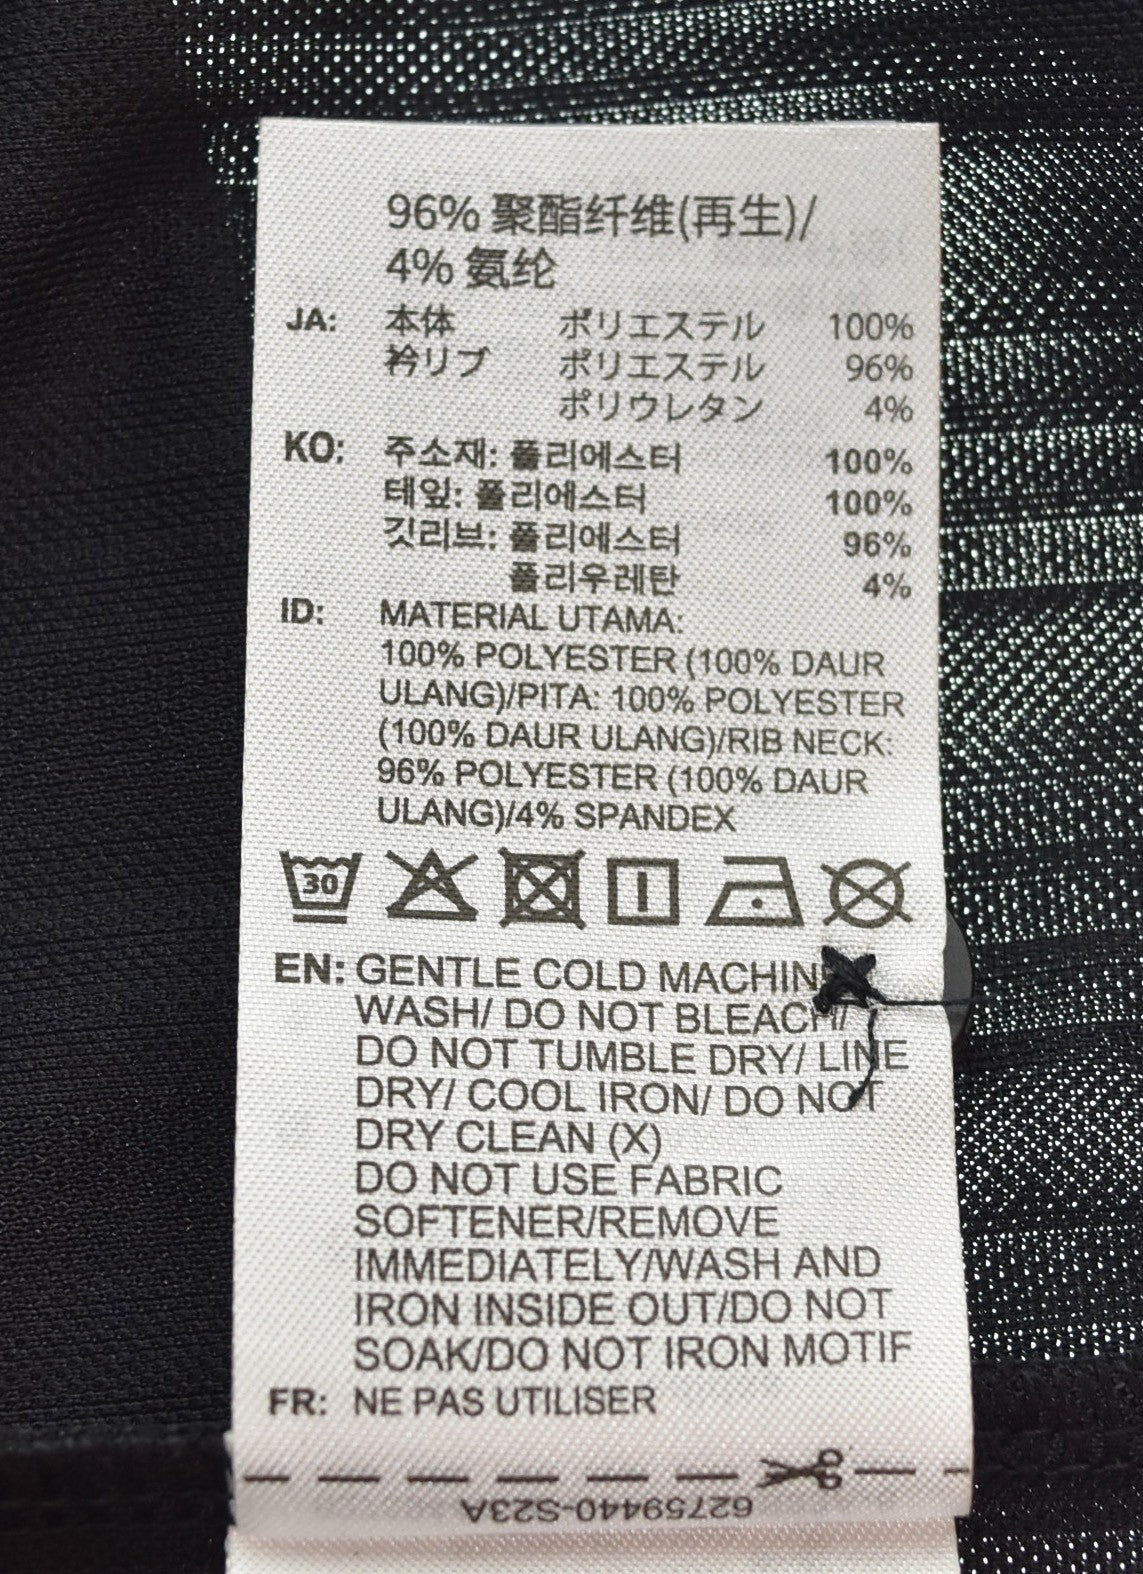 96% 聚酯纤维(再生)/
4% 氨纶
JA: 本体 ポリエステル 100%
衿リブ ポリエステル 96%
ポリウレタン 4%
KO: 주소재: 폴리에스터 100%
테잎: 폴리에스터 100%
깃리브: 폴리에스터 96%
폴리우레탄 4%
ID: MATERIAL UTAMA:
100% POLYESTER (100% DAUR
ULANG)/PITA: 100% POLYESTER
(100% DAUR ULANG)/RIB NECK:
96% POLYESTER (100% DAUR
ULANG)/4% SPANDEX
30
EN: GENTLE COLD MACHINE
WASH/ DO NOT BLEACH/
DO NOT TUMBLE DRY/ LINE
DRY/ COOL IRON/ DO NOT
DRY CLEAN (X)
DO NOT USE FABRIC
SOFTENER/REMOVE
IMMEDIATELY/WASH AND
IRON INSIDE OUT/DO NOT
SOAK/DO NOT IRON MOTIF
FR: NE PAS UTILISER
62759440-S23A